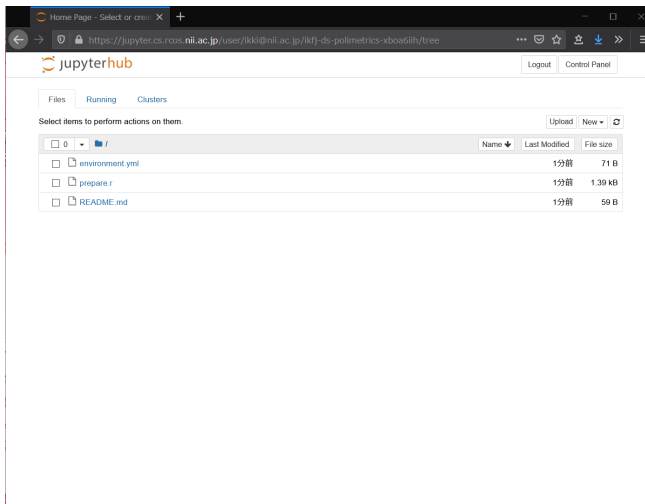 Home Page - Select or creat
https://jupyter.cs.rcos.nii.ac.jp/user/ikki@nii.ac.jp/ikfj-ds-polimetrics-xboa6iih/tree
jupyterhub
Logout Control Panel
Files Running Clusters
Select items to perform actions on them.
Upload New
0 / Name Last Modified File size
environment.yml 1分前 71 B
prepare.r 1分前 1.39 kB
README.md 1分前 59 B